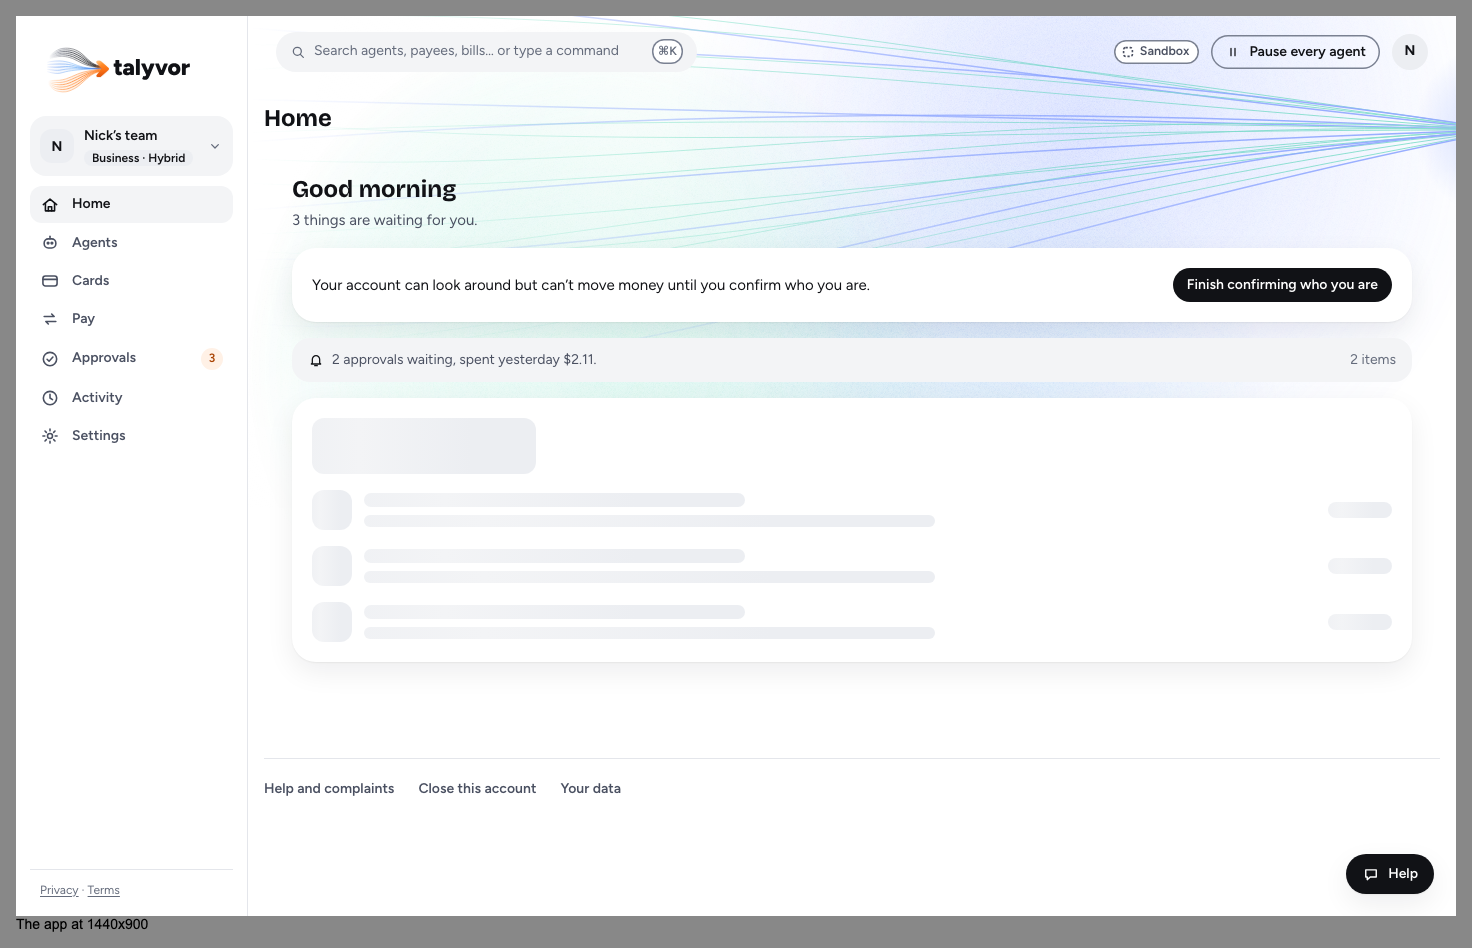 talyvor
Search agents, payees, bills... or type a command ⌘K
Sandbox
Pause every agent
N
N
Nick’s team
Business · Hybrid
Home
Agents
Cards
Pay
Approvals 3
Activity
Settings
Home
Good morning
3 things are waiting for you.
Your account can look around but can’t move money until you confirm who you are.
Finish confirming who you are
2 approvals waiting, spent yesterday $2.11.
2 items
Help and complaints
Close this account
Your data
Privacy · Terms
Help
The app at 1440x900